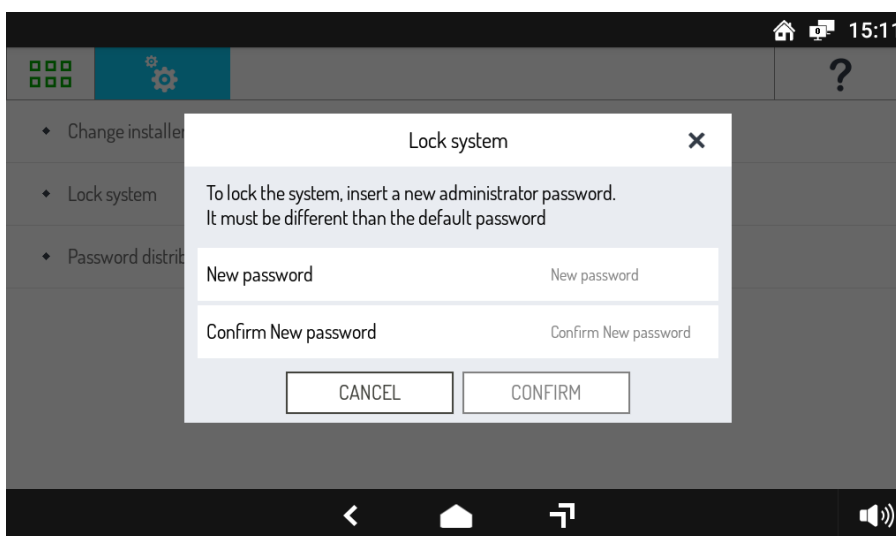 15:11
?
Change installer
Lock system
Password distrib
Lock system
To lock the system, insert a new administrator password.
It must be different than the default password
New password New password
Confirm New password Confirm New password
CANCEL CONFIRM